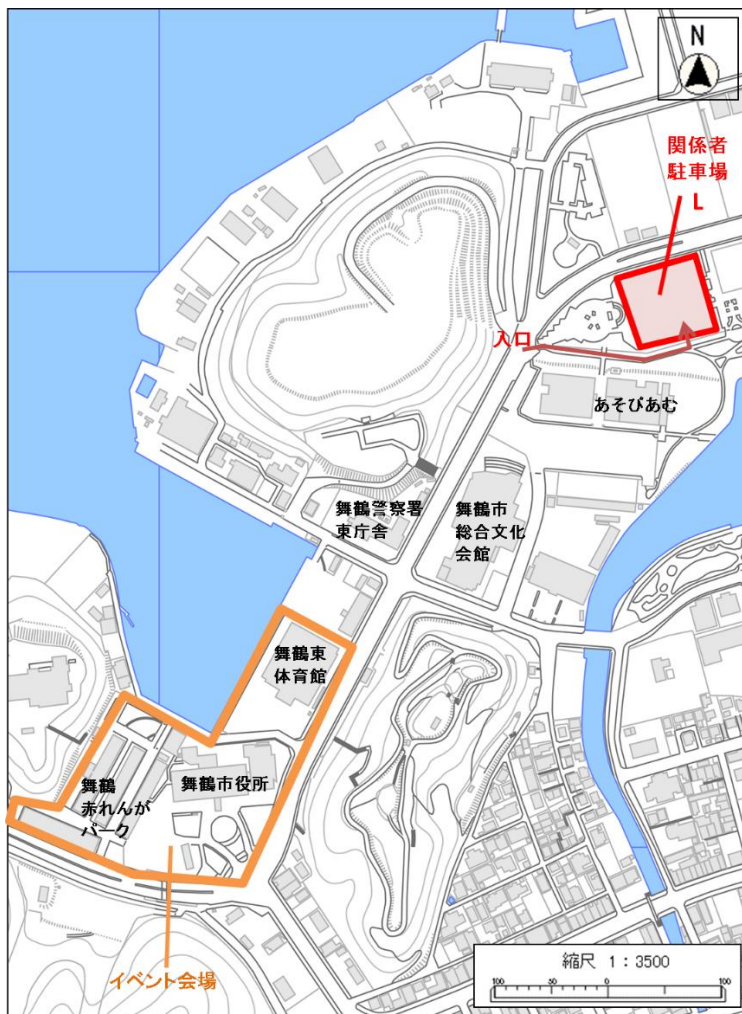 N
関係者
駐車場
L
入口
あそびあむ
舞鶴警察署
東庁舎
舞鶴市
総合文化
会館
舞鶴東
体育館
舞鶴
赤れんが
パーク
舞鶴市役所
イベント会場
縮尺 1：3500
100 50 0 100